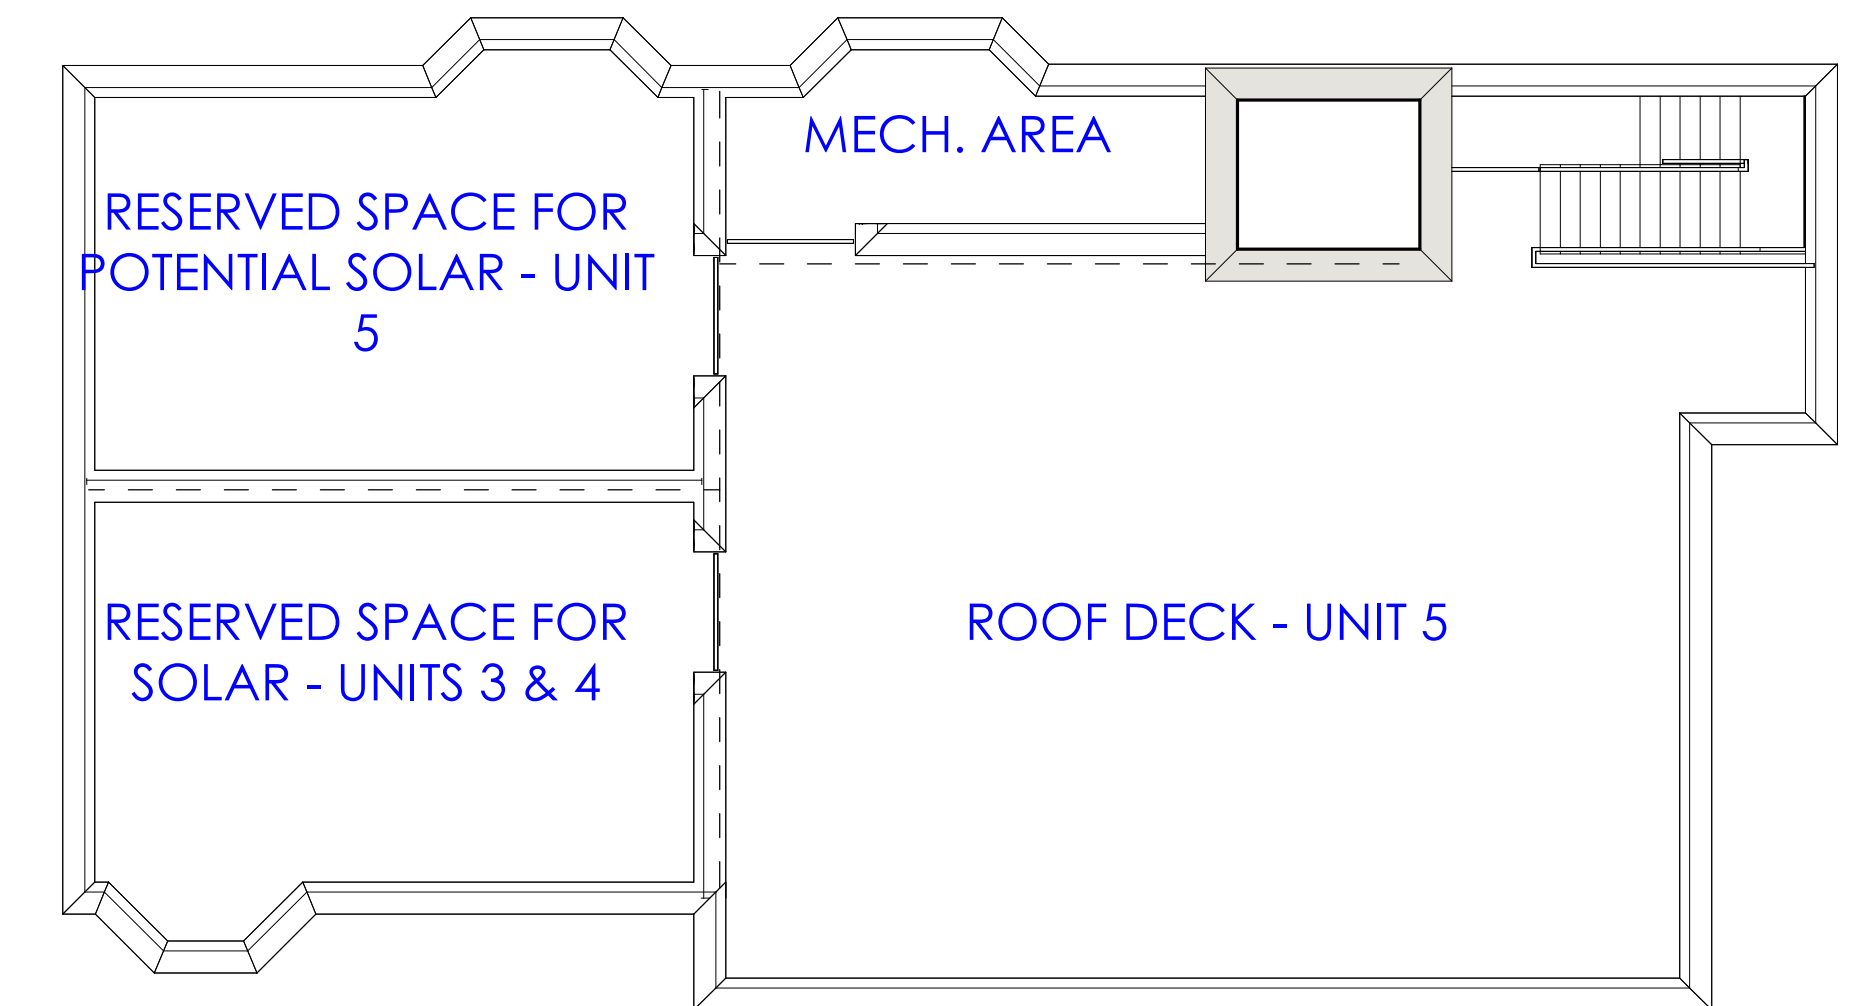 MECH. AREA
RESERVED SPACE FOR
POTENTIAL SOLAR - UNIT
5
RESERVED SPACE FOR
SOLAR - UNITS 3 & 4
ROOF DECK - UNIT 5